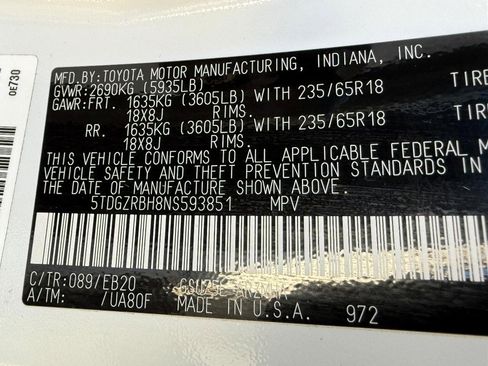 0E730
MFD.BY:TOYOTA MOTOR MANUFACTURING, INDIANA, INC.
GVWR:2690KG (5935LB)
GAWR:FRT. 1635KG (3605LB) WITH 235/65R18 TIRE
18X8J RIMS.
RR. 1635KG (3605LB) WITH 235/65R18 TIRE
18X8J RIMS.
THIS VEHICLE CONFORMS TO ALL APPLICABLE FEDERAL M
VEHICLE SAFETY AND THEFT PREVENTION STANDARDS IN
THE DATE OF MANUFACTURE SHOWN ABOVE.
5TDGZRBH8NS593851 MPV
C/TR:089/EB20
A/TM: /UA80F MADE IN U.S.A. 972